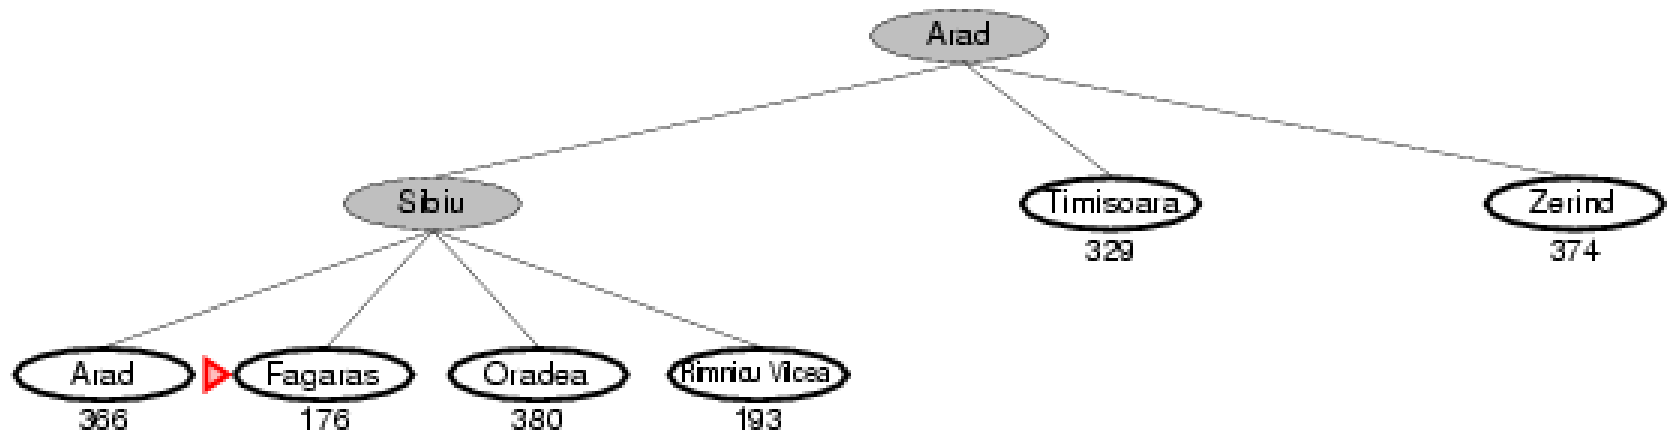 Arad
Sibiu
Timisoara
Zerind
329
374
Arad
Fagaras
Oradea
Rimnicu Vilcea
366
176
380
193